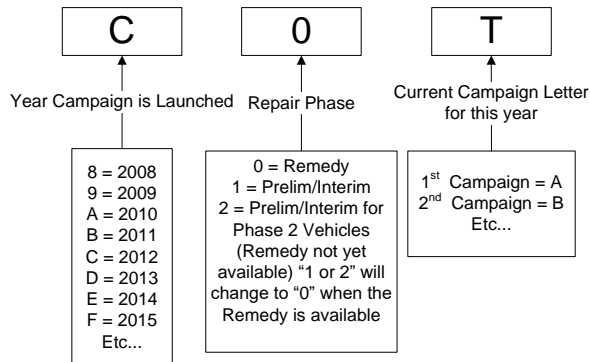 C
0
T
Year Campaign is Launched
Repair Phase
Current Campaign Letter
for this year
8 = 2008
9 = 2009
A = 2010
B = 2011
C = 2012
D = 2013
E = 2014
F = 2015
Etc...
0 = Remedy
1 = Prelim/Interim
2 = Prelim/Interim for
Phase 2 Vehicles
(Remedy not yet
available) “1 or 2” will
change to “0” when the
Remedy is available
1st Campaign = A
2nd Campaign = B
Etc...